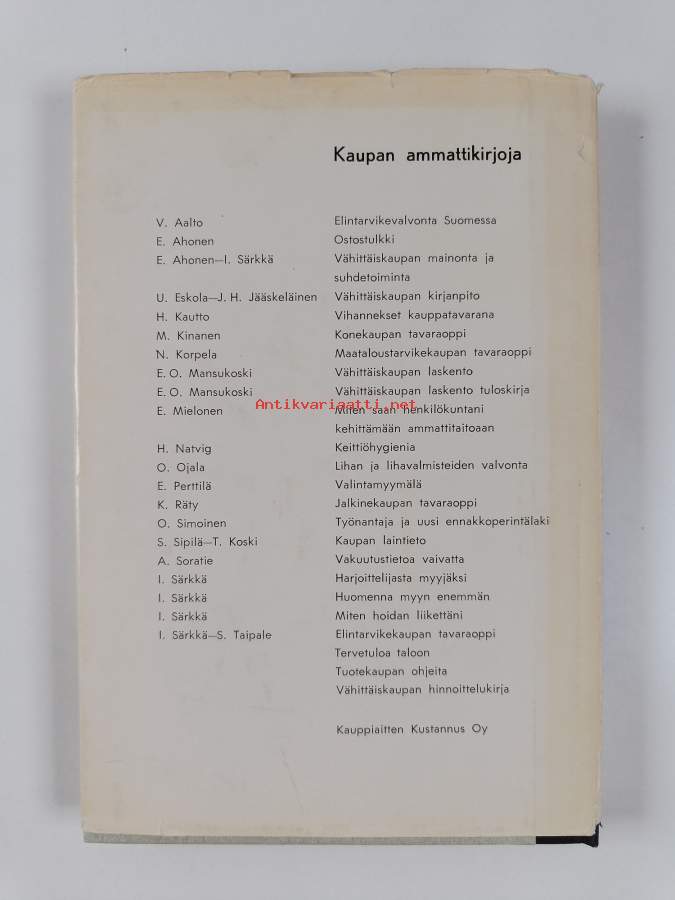 Kaupan ammattikirjoja
V. Aalto Elintarvikevalvonta Suomessa
E. Ahonen Ostostulkki
E. Ahonen—I. Särkkä Vähittäiskaupan mainonta ja
suhdetoiminta
U. Eskola—J. H. Jääskeläinen Vähittäiskaupan kirjanpito
H. Kautto Vihannekset kauppatavarana
M. Kinanen Konekaupan tavaraoppi
N. Korpela Maataloustarvikekaupan tavaraoppi
E. O. Mansukoski Vähittäiskaupan laskento
E. O. Mansukoski Vähittäiskaupan laskento tuloskirja
Antikvariaatti.net
E. Mielonen Miten saan henkilökuntani
kehittämään ammattitaitoaan
H. Natvig Keittiöhygienia
O. Ojala Lihan ja lihavalmisteiden valvonta
E. Perttilä Valintamyymälä
K. Räty Jalkinekaupan tavaraoppi
O. Simoinen Työnantaja ja uusi ennakkoperintälaki
S. Sipilä—T. Koski Kaupan laintieto
A. Soratie Vakuutustietoa vaivatta
I. Särkkä Harjoittelijasta myyjäksi
I. Särkkä Huomenna myyn enemmän
I. Särkkä Miten hoidan liikettäni
I. Särkkä—S. Taipale Elintarvikekaupan tavaraoppi
Tervetuloa taloon
Tuotekaupan ohjeita
Vähittäiskaupan hinnoittelukirja
Kauppiaitten Kustannus Oy